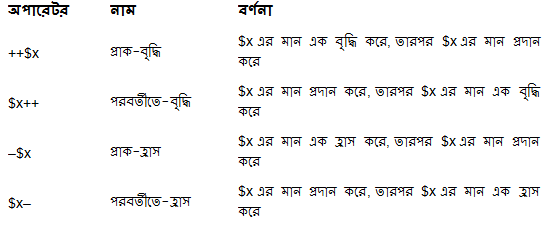 অপারেটর নাম বর্ণনা
++$x প্রাক-বৃদ্ধি $x এর মান এক বৃদ্ধি করে, তারপর $x এর মান প্রদান
করে
$x++ পরবর্তীতে-বৃদ্ধি $x এর মান প্রদান করে, তারপর $x এর মান এক বৃদ্ধি
করে
–$x প্রাক-হ্রাস $x এর মান এক হ্রাস করে, তারপর $x এর মান প্রদান
করে
$x– পরবর্তীতে-হ্রাস $x এর মান প্রদান করে, তারপর $x এর মান এক হ্রাস
করে